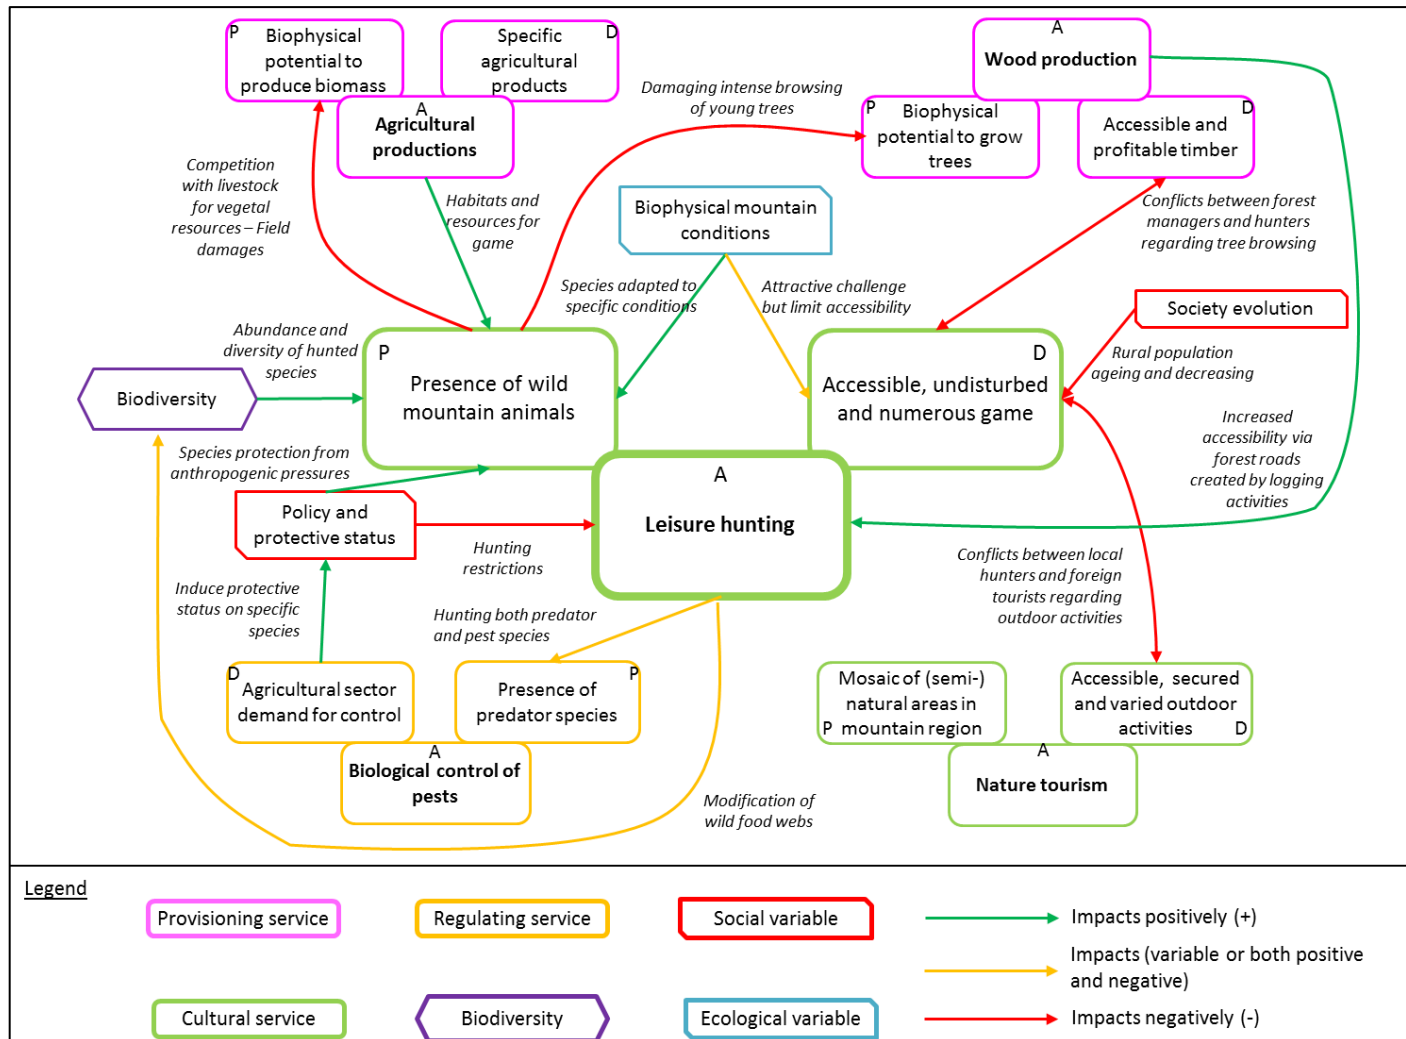 P
Biophysical
potential to
produce biomass
Specific
agricultural
products
D
A
Agricultural
productions
Damaging intense browsing
of young trees
A
Wood production
P
Biophysical
potential to grow
trees
D
Accessible and
profitable timber
Competition
with livestock
for vegetal
resources – Field
damages
Habitats and
resources for
game
Biophysical mountain
conditions
Conflicts between forest
managers and hunters
regarding tree browsing
Species adapted to
specific conditions
Attractive challenge
but limit accessibility
Society evolution
Rural population
ageing and decreasing
Abundance and
diversity of hunted
species
Biodiversity
P
Presence of wild
mountain animals
D
Accessible, undisturbed
and numerous game
Increased
accessibility via
forest roads
created by logging
activities
Species protection from
anthropogenic pressures
A
Leisure hunting
Policy and
protective status
Hunting
restrictions
Conflicts between local
hunters and foreign
tourists regarding
outdoor activities
Induce protective
status on specific
species
Hunting both predator
and pest species
D
Agricultural sector
demand for control
P
Presence of
predator species
A
Biological control of
pests
Modification of
wild food webs
Mosaic of (semi-)
natural areas in
mountain region
P
Accessible, secured
and varied outdoor
activities
D
A
Nature tourism
Legend
Provisioning service
Regulating service
Social variable
Impacts positively (+)
Impacts (variable or both positive
and negative)
Cultural service
Biodiversity
Ecological variable
Impacts negatively (-)